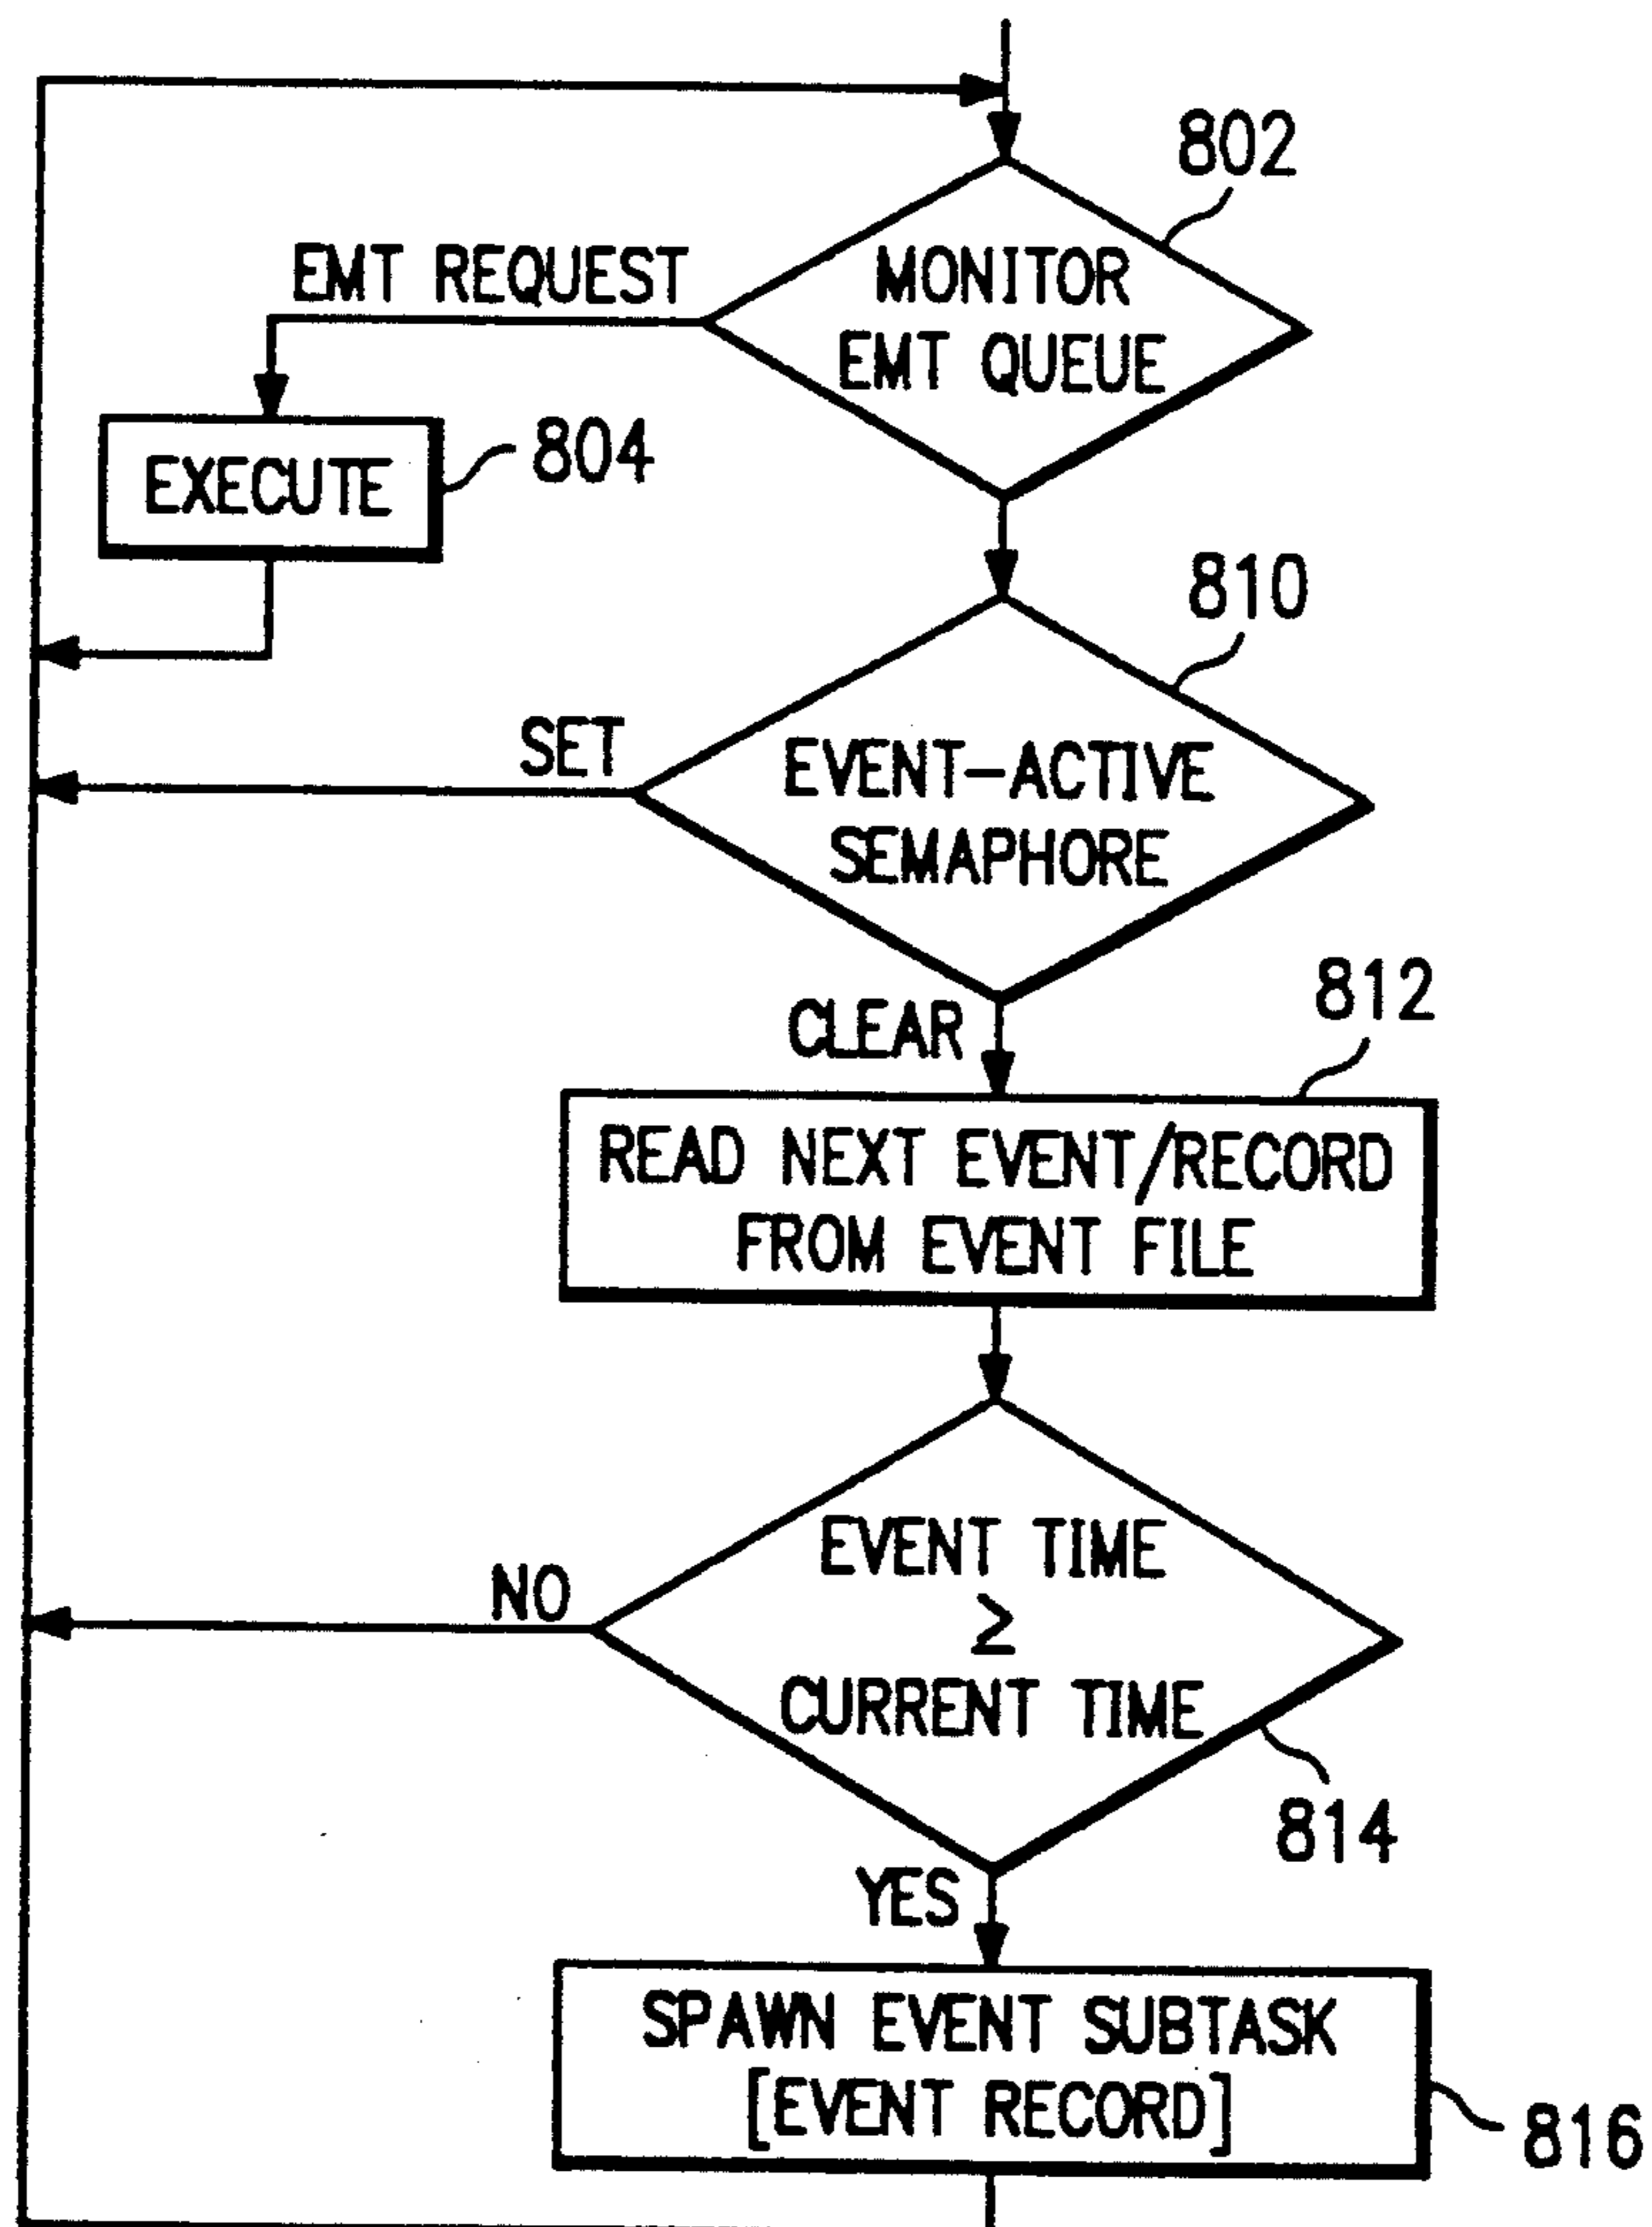 802
EMT REQUEST
MONITOR
EMT QUEUE
EXECUTE
804
810
SET
EVENT-ACTIVE
SEMAPHORE
CLEAR
812
READ NEXT EVENT/RECORD
FROM EVENT FILE
NO
EVENT TIME
≥
CURRENT TIME
814
YES
SPAWN EVENT SUBTASK
[EVENT RECORD]
816